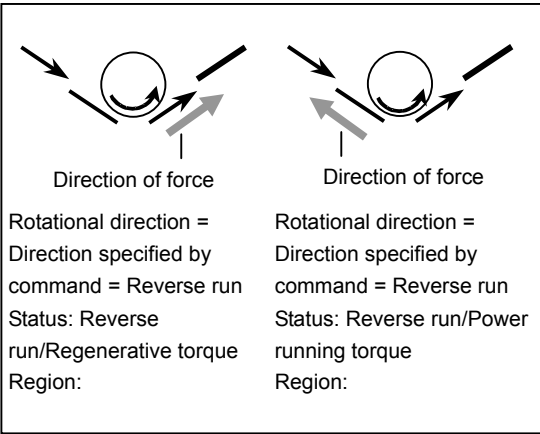 Direction of force
Rotational direction =
Direction specified by
command = Reverse run
Status: Reverse
run/Regenerative torque
Region:
Direction of force
Rotational direction =
Direction specified by
command = Reverse run
Status: Reverse run/Power
running torque
Region: